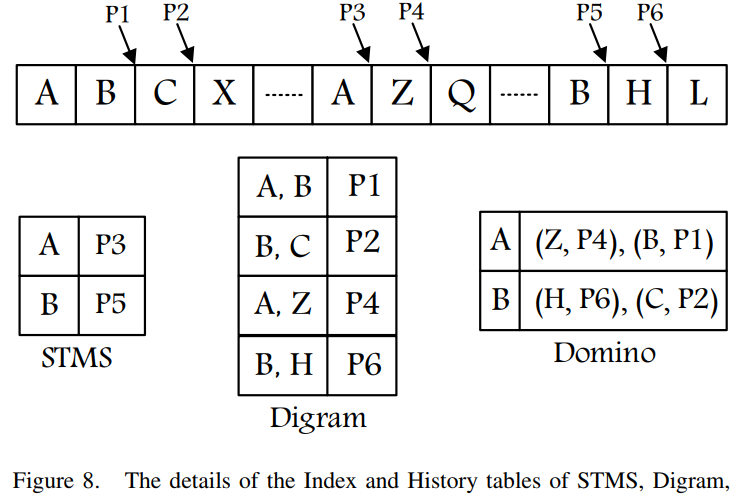 P1 P2 P3 P4 P5 P6
A B C X ...... A Z Q ...... B H L
A P3
B P5
STMS
A, B P1
B, C P2
A, Z P4
B, H P6
Digram
A (Z, P4), (B, P1)
B (H, P6), (C, P2)
Domino
Figure 8. The details of the Index and History tables of STMS, Digram,